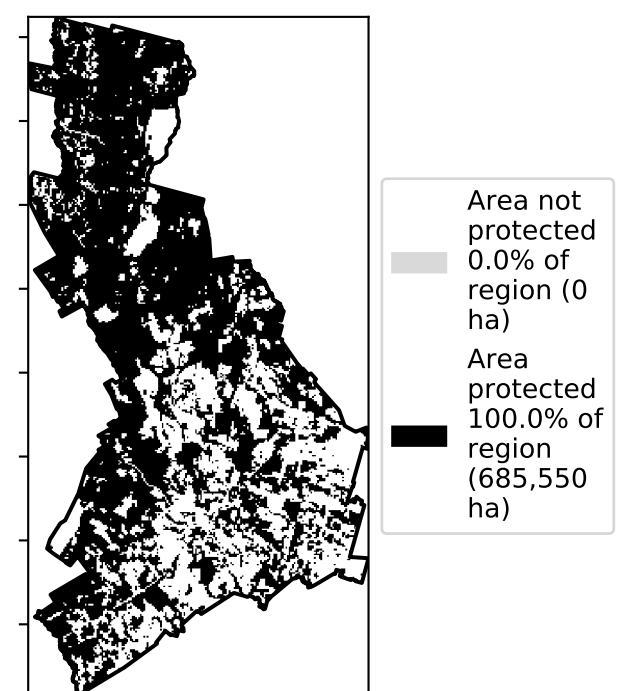 Area not
protected
0.0% of
region (0
ha)
Area
protected
100.0% of
region
(685,550
ha)